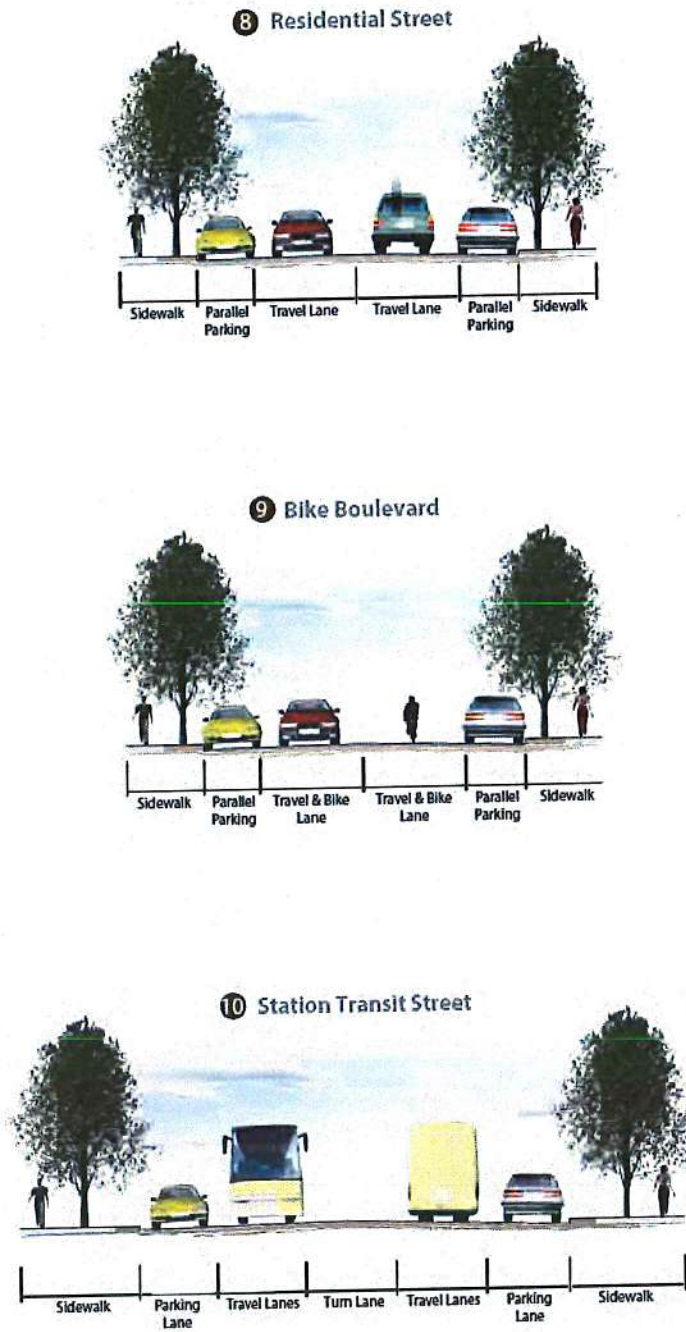 8 Residential Street
Sidewalk Parallel Parking Travel Lane Travel Lane Parallel Parking Sidewalk
9 Bike Boulevard
Sidewalk Parallel Parking Travel & Bike Lane Travel & Bike Lane Parallel Parking Sidewalk
10 Station Transit Street
Sidewalk Parking Lane Travel Lanes Turn Lane Travel Lanes Parking Lane Sidewalk